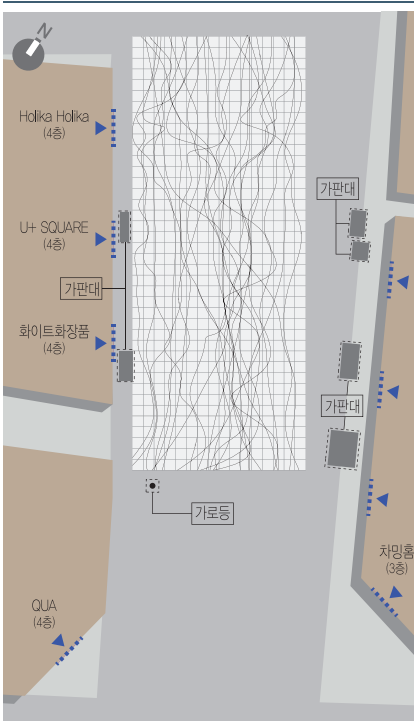 N
Holika Holika
(4층)
가판대
U+ SQUARE
(4층)
가판대
화이트화장품
(4층)
가판대
가로등
차밍홈
(3층)
QUA
(4층)